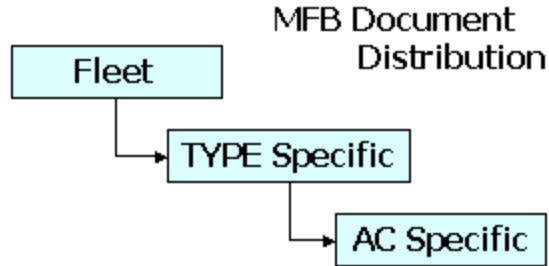 MFB Document
Distribution
Fleet
TYPE Specific
AC Specific